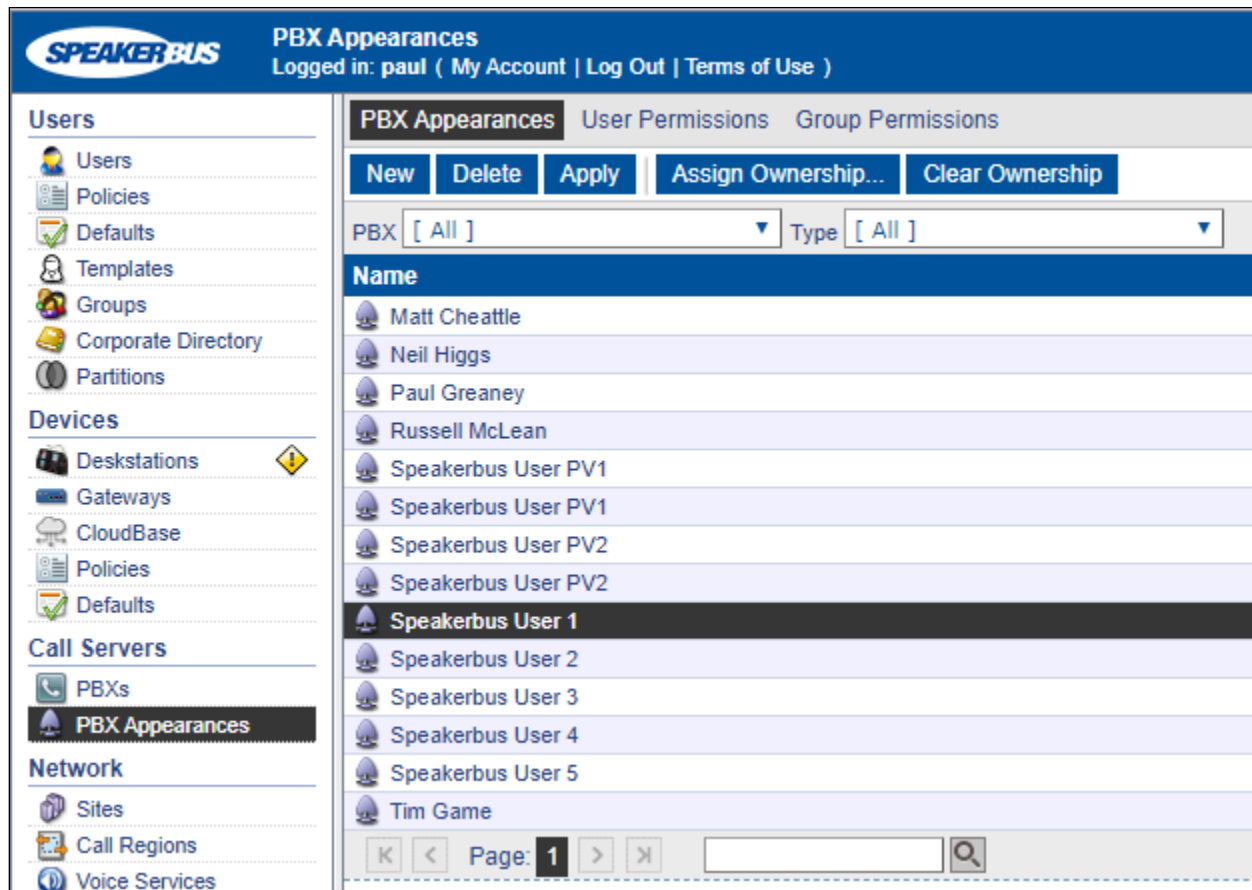 SPEAKERBUS
PBX Appearances
Logged in: paul ( My Account | Log Out | Terms of Use )
Users
Users
Policies
Defaults
Templates
Groups
Corporate Directory
Partitions
Devices
Deskstations
Gateways
CloudBase
Policies
Defaults
Call Servers
PBXs
PBX Appearances
Network
Sites
Call Regions
Voice Services
PBX Appearances User Permissions Group Permissions
New Delete Apply Assign Ownership... Clear Ownership
PBX [ All ] Type [ All ]
Name
Matt Cheattle
Neil Higgs
Paul Greaney
Russell McLean
Speakerbus User PV1
Speakerbus User PV1
Speakerbus User PV2
Speakerbus User PV2
Speakerbus User 1
Speakerbus User 2
Speakerbus User 3
Speakerbus User 4
Speakerbus User 5
Tim Game
Page: 1